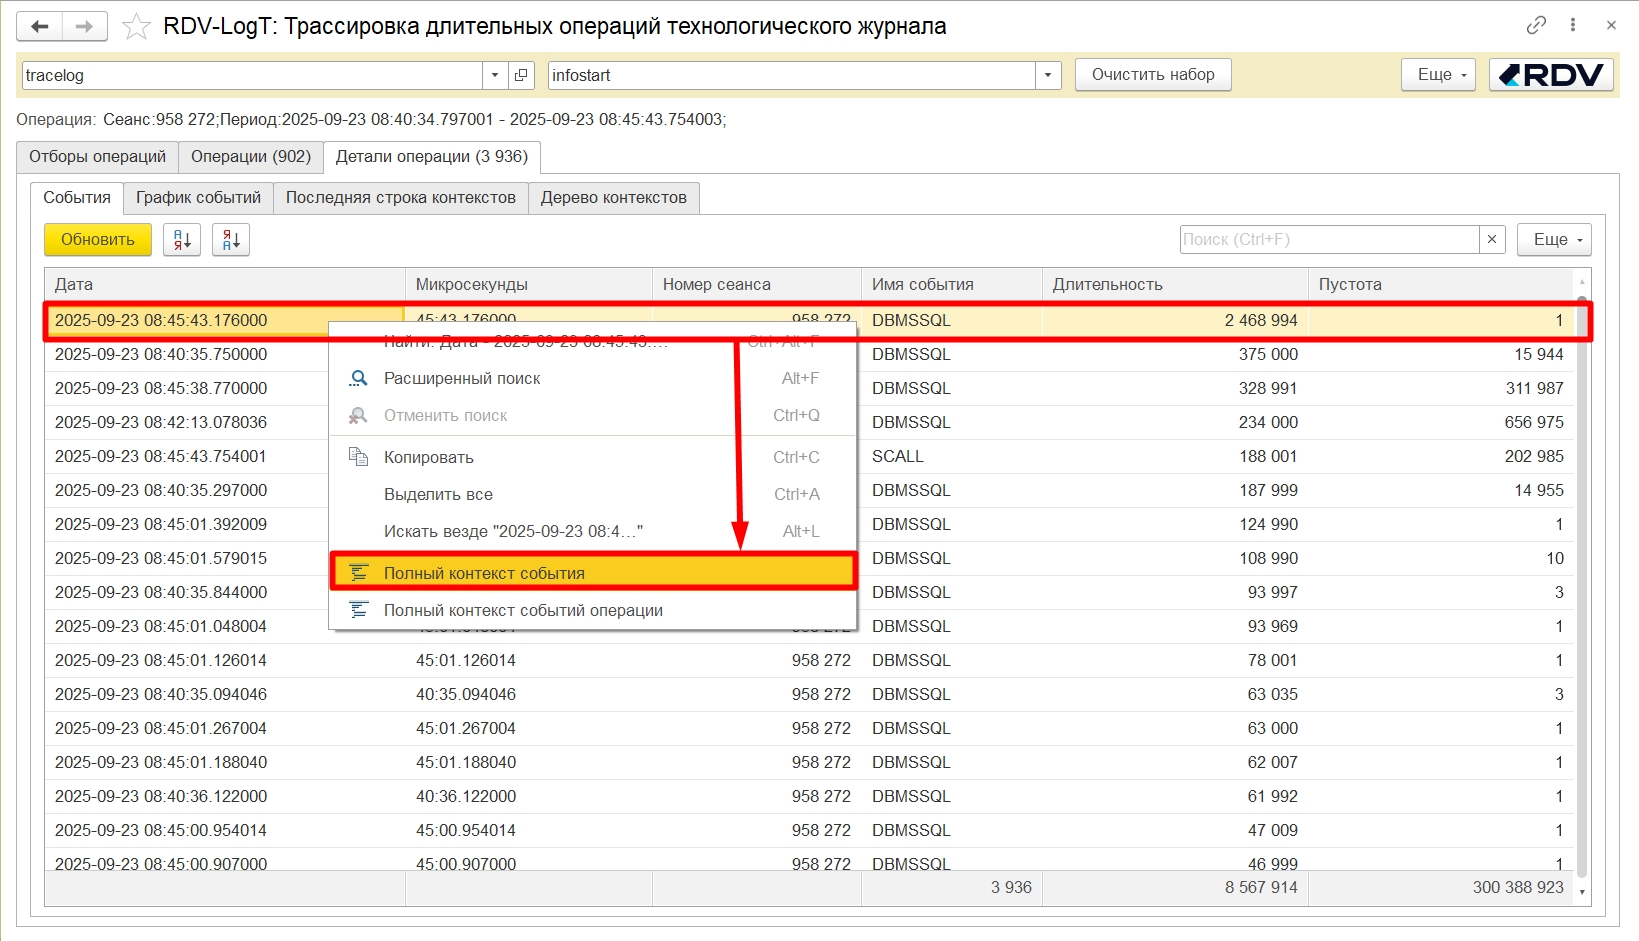 RDV-LogT: Трассировка длительных операций технологического журнала
tracelog infostart Очистить набор Еще RDV
Операция: Сеанс:958 272;Период:2025-09-23 08:40:34.797001 - 2025-09-23 08:45:43.754003;
Отборы операций Операции (902) Детали операции (3 936)
События График событий Последняя строка контекстов Дерево контекстов
Обновить Поиск (Ctrl+F) Еще
Дата Микросекунды Номер сеанса Имя события Длительность Пустота
2025-09-23 08:45:43.176000 45:43.176000 958 272 DBMSSQL 2 468 994 1
Найти: Дата - 2025-09-23 08:45:43.... Ctrl+Alt+F
2025-09-23 08:40:35.750000 DBMSSQL 375 000 15 944
Расширенный поиск Alt+F
2025-09-23 08:45:38.770000 DBMSSQL 328 991 311 987
Отменить поиск Ctrl+Q
2025-09-23 08:42:13.078036 DBMSSQL 234 000 656 975
2025-09-23 08:45:43.754001 SCALL 188 001 202 985
Копировать Ctrl+C
2025-09-23 08:40:35.297000 DBMSSQL 187 999 14 955
Выделить все Ctrl+A
2025-09-23 08:45:01.392009 DBMSSQL 124 990 1
Искать везде "2025-09-23 08:4..." Alt+L
2025-09-23 08:45:01.579015 DBMSSQL 108 990 10
Полный контекст события
2025-09-23 08:40:35.844000 DBMSSQL 93 997 3
Полный контекст событий операции
2025-09-23 08:45:01.048004 DBMSSQL 93 969 1
2025-09-23 08:45:01.126014 45:01.126014 958 272 DBMSSQL 78 001 1
2025-09-23 08:40:35.094046 40:35.094046 958 272 DBMSSQL 63 035 3
2025-09-23 08:45:01.267004 45:01.267004 958 272 DBMSSQL 63 000 1
2025-09-23 08:45:01.188040 45:01.188040 958 272 DBMSSQL 62 007 1
2025-09-23 08:40:36.122000 40:36.122000 958 272 DBMSSQL 61 992 1
2025-09-23 08:45:00.954014 45:00.954014 958 272 DBMSSQL 47 009 1
2025-09-23 08:45:00.907000 45:00.907000 958 272 DBMSSQL 46 999 1
3 936 8 567 914 300 388 923